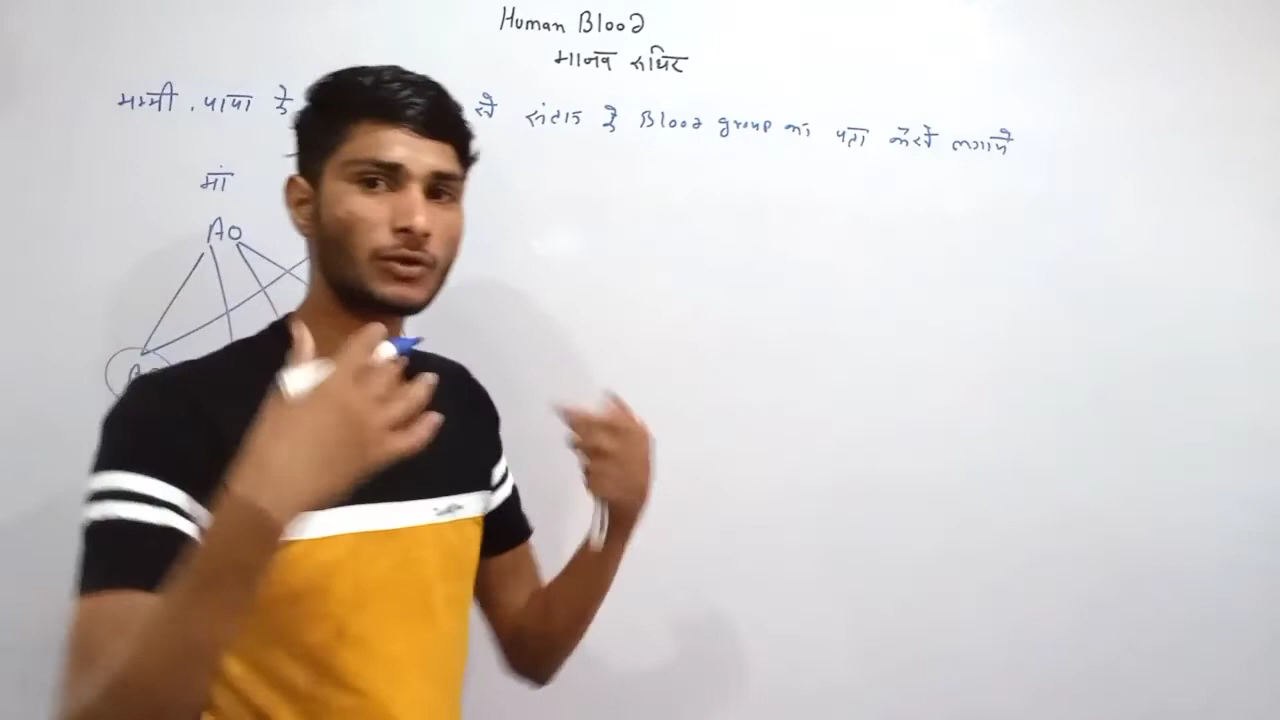 Human Blood
मानव रुधिर
मम्मी, पापा के से संतान के Blood group का पता कैसे लगाये
मां
AO